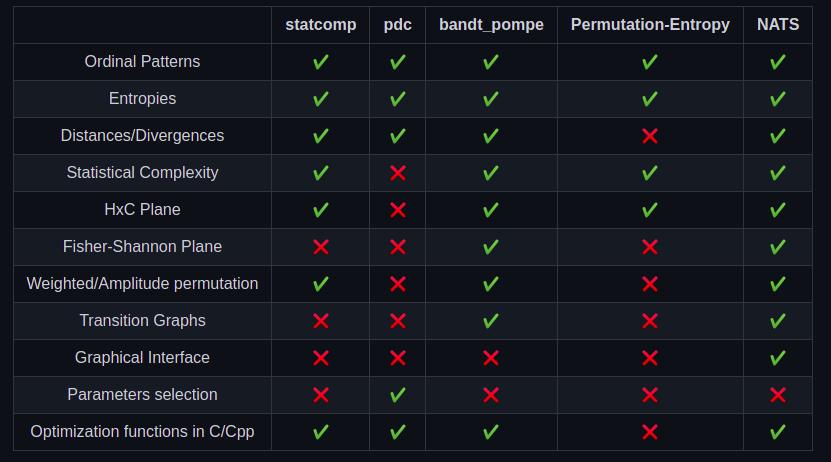 statcomp pdc bandt_pompe Permutation-Entropy NATS
Ordinal Patterns ✔ ✔ ✔ ✔ ✔
Entropies ✔ ✔ ✔ ✔ ✔
Distances/Divergences ✔ ✔ ✔ ❌ ✔
Statistical Complexity ✔ ❌ ✔ ✔ ✔
HxC Plane ✔ ❌ ✔ ✔ ✔
Fisher-Shannon Plane ❌ ❌ ✔ ❌ ✔
Weighted/Amplitude permutation ✔ ❌ ✔ ❌ ✔
Transition Graphs ❌ ❌ ✔ ❌ ✔
Graphical Interface ❌ ❌ ❌ ❌ ✔
Parameters selection ❌ ✔ ❌ ❌ ❌
Optimization functions in C/Cpp ✔ ✔ ✔ ❌ ✔